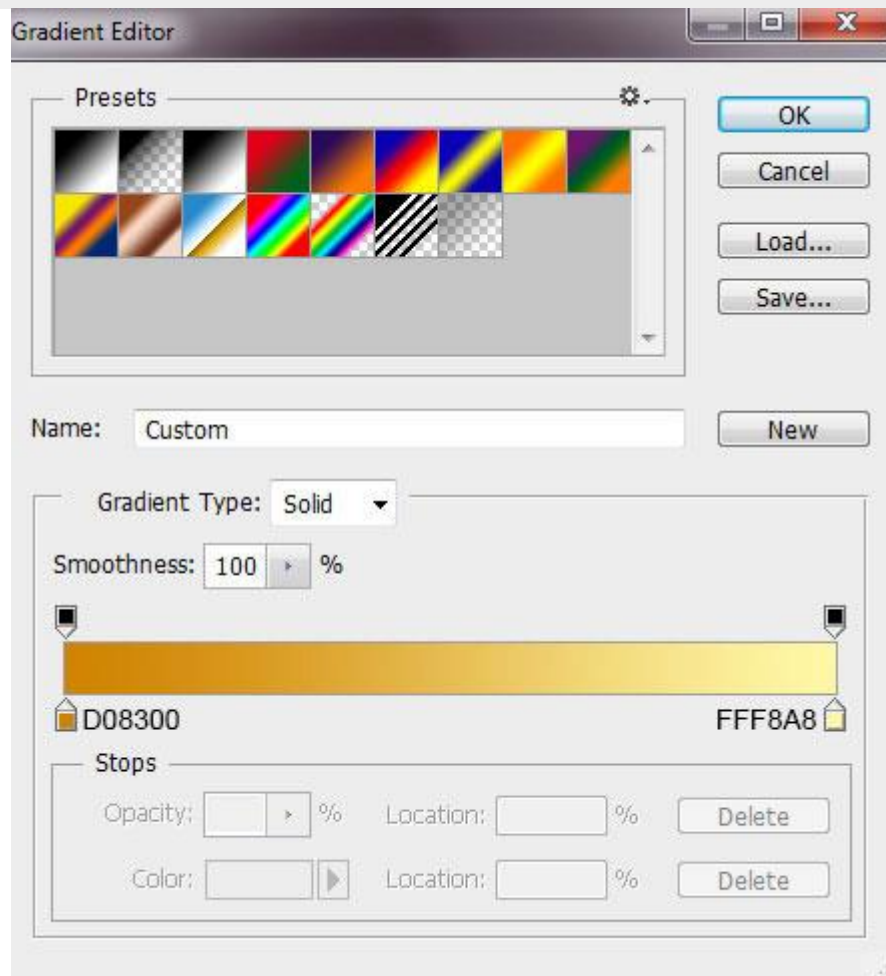 Gradient Editor
Presets
OK
Cancel
Load...
Save...
Name: Custom
New
Gradient Type: Solid
Smoothness: 100 %
D08300 FFF8A8
Stops
Opacity: % Location: % Delete
Color: Location: % Delete